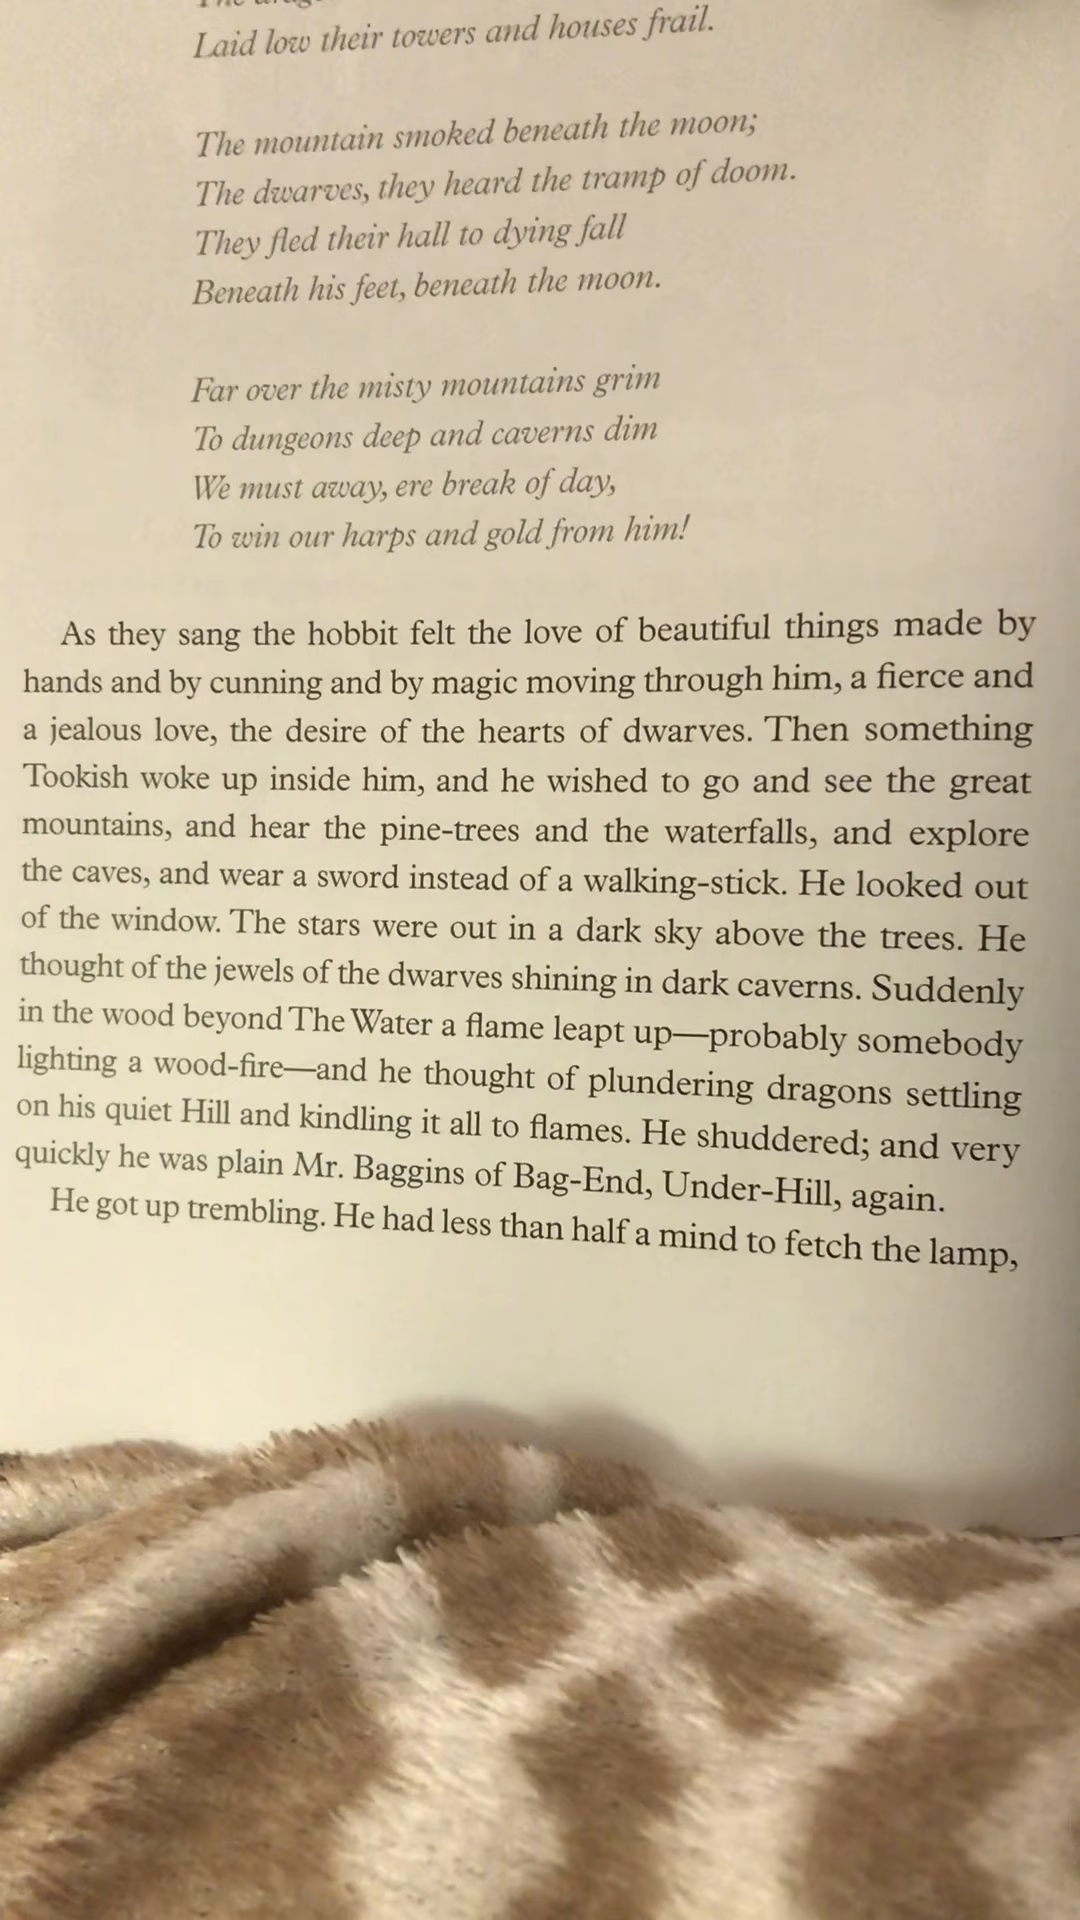 Laid low their towers and houses frail.
The mountain smoked beneath the moon;
The dwarves, they heard the tramp of doom.
They fled their hall to dying fall
Beneath his feet, beneath the moon.
Far over the misty mountains grim
To dungeons deep and caverns dim
We must away, ere break of day,
To win our harps and gold from him!
As they sang the hobbit felt the love of beautiful things made by
hands and by cunning and by magic moving through him, a fierce and
a jealous love, the desire of the hearts of dwarves. Then something
Tookish woke up inside him, and he wished to go and see the great
mountains, and hear the pine-trees and the waterfalls, and explore
the caves, and wear a sword instead of a walking-stick. He looked out
of the window. The stars were out in a dark sky above the trees. He
thought of the jewels of the dwarves shining in dark caverns. Suddenly
in the wood beyond The Water a flame leapt up—probably somebody
lighting a wood-fire—and he thought of plundering dragons settling
on his quiet Hill and kindling it all to flames. He shuddered; and very
quickly he was plain Mr. Baggins of Bag-End, Under-Hill, again.
He got up trembling. He had less than half a mind to fetch the lamp,